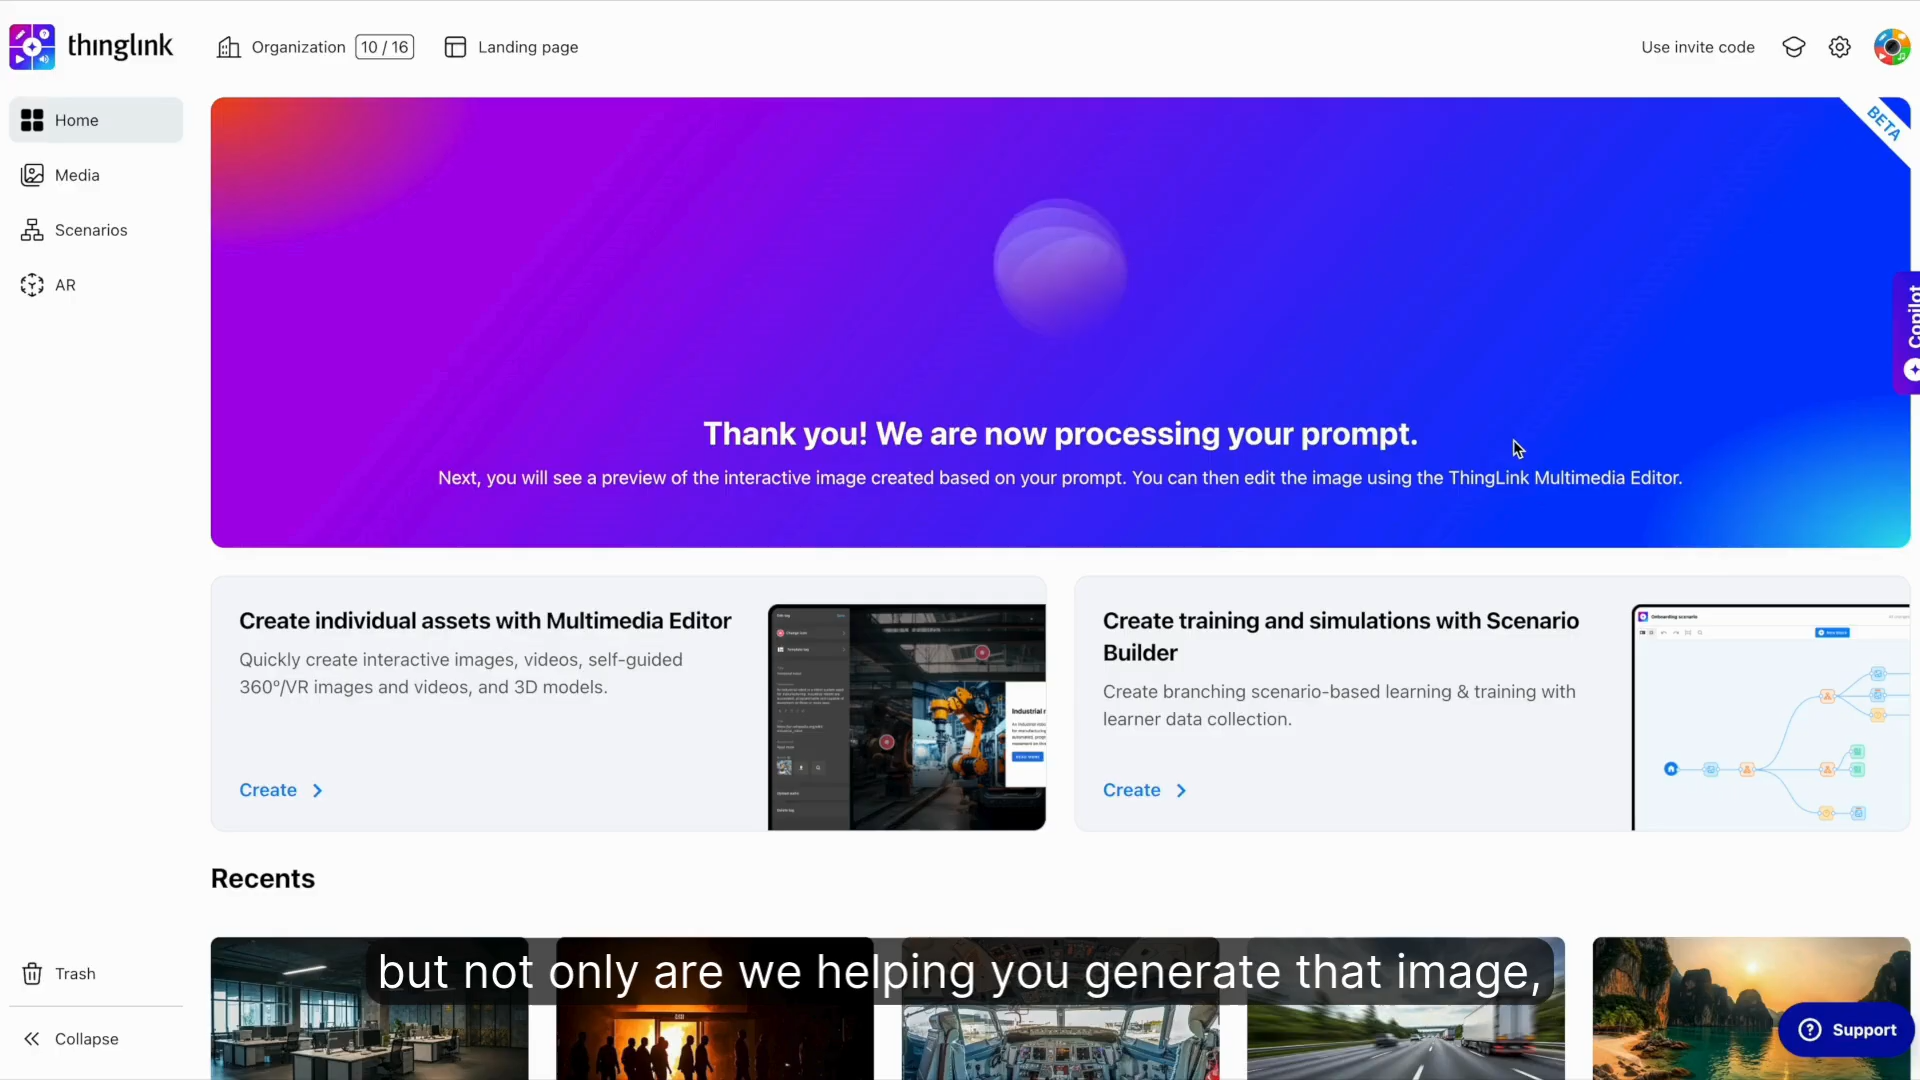 thinglink
Organization 10 / 16
Landing page
Use invite code
Home
Media
Scenarios
AR
BETA
Copilot
Thank you! We are now processing your prompt.
Next, you will see a preview of the interactive image created based on your prompt. You can then edit the image using the ThingLink Multimedia Editor.
Create individual assets with Multimedia Editor
Quickly create interactive images, videos, self-guided
360°/VR images and videos, and 3D models.
Create
Industrial r
Create training and simulations with Scenario
Builder
Create branching scenario-based learning & training with
learner data collection.
Create
Onboarding scenario
Recents
but not only are we helping you generate that image,
Trash
Collapse
Support